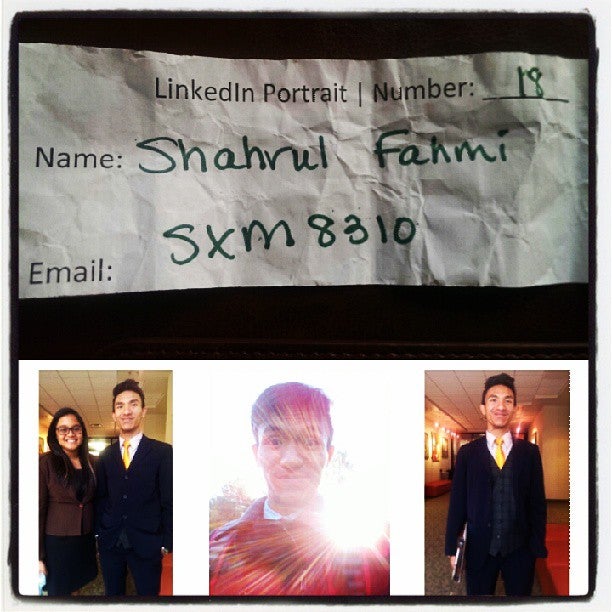 LinkedIn Portrait | Number: 18
Name: Shahrul Fahmi
SXM8310
Email: